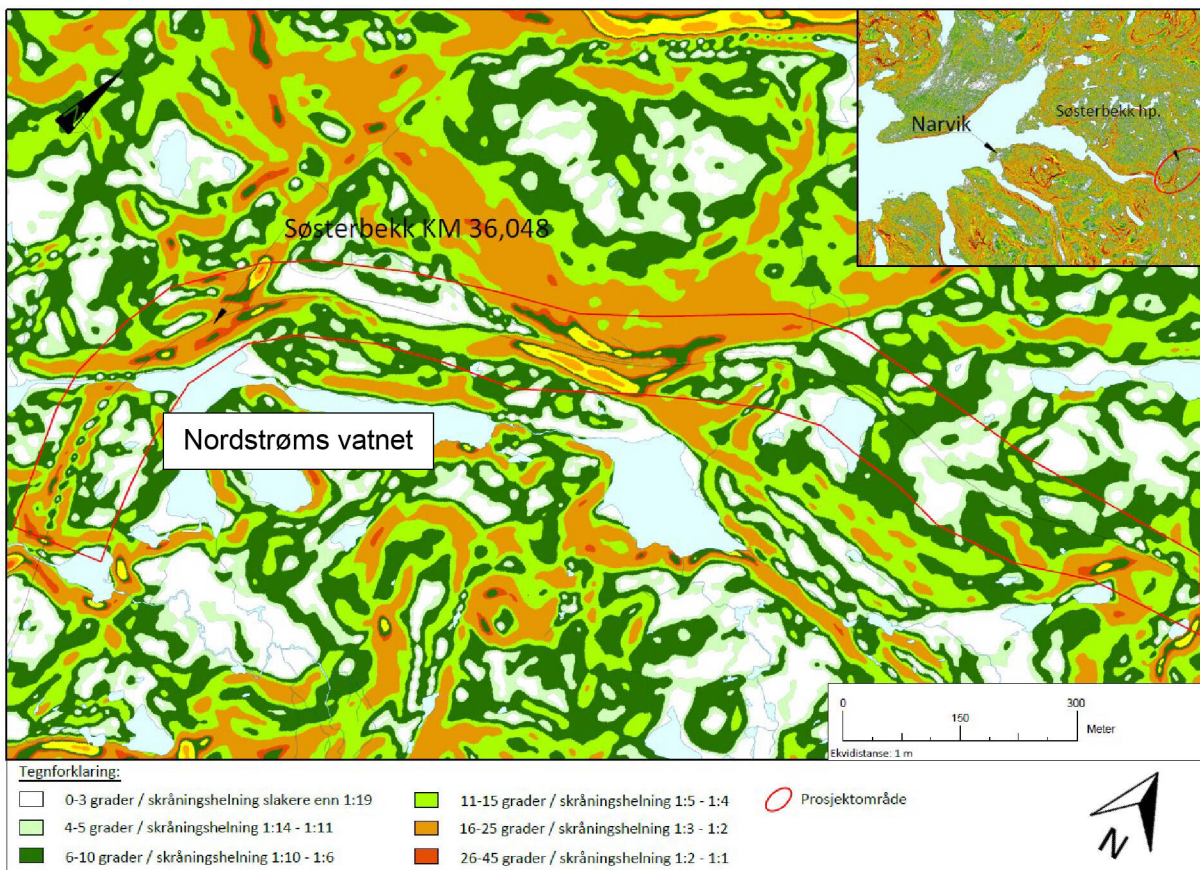 N
Narvik
Søsterbekk hp.
Søsterbekk KM 36,048
Nordstrøms vatnet
0
300
150
Meter
Ekvidistanse: 1 m
Tegnforklaring:
0-3 grader / skråningshelning slakere enn 1:19
4-5 grader / skråningshelning 1:14 - 1:11
6-10 grader / skråningshelning 1:10 - 1:6
11-15 grader / skråningshelning 1:5 - 1:4
16-25 grader / skråningshelning 1:3 - 1:2
26-45 grader / skråningshelning 1:2 - 1:1
Prosjektområde
N